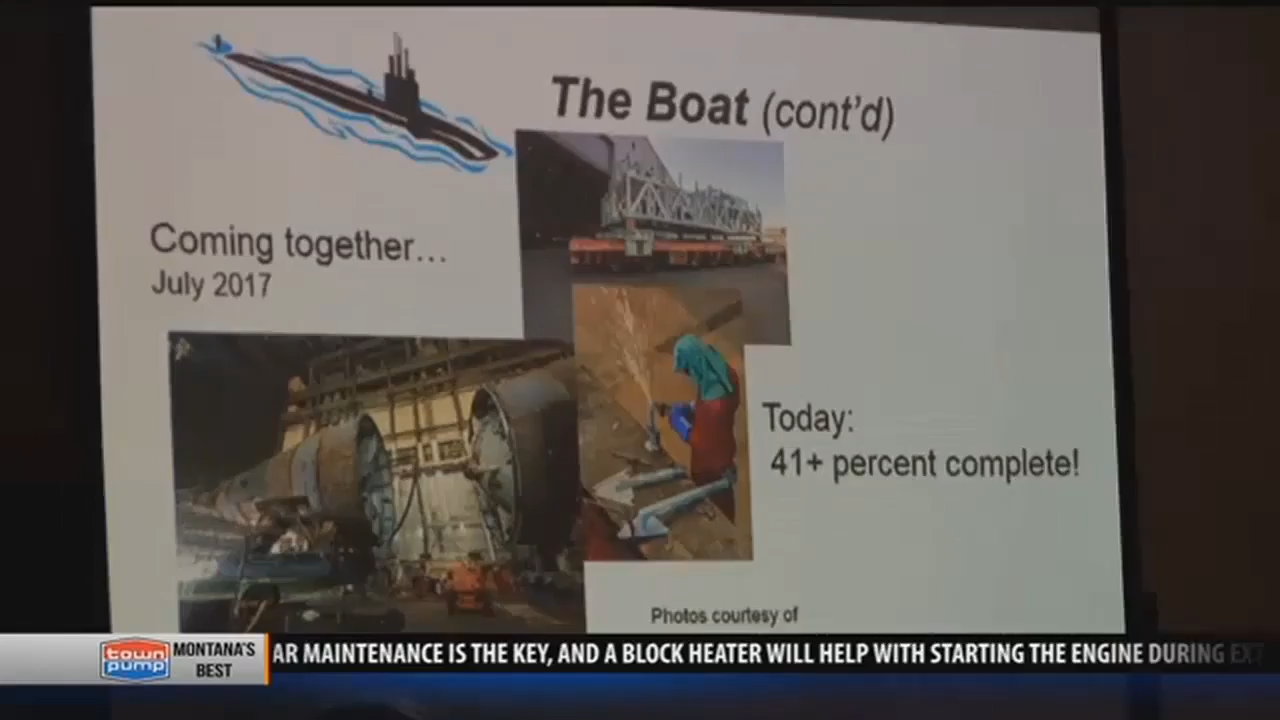 The Boat (cont'd)
Coming together...
July 2017
Today:
41+ percent complete!
Photos courtesy of
town
pump
MONTANA'S
BEST
AR MAINTENANCE IS THE KEY, AND A BLOCK HEATER WILL HELP WITH STARTING THE ENGINE DURING EXT